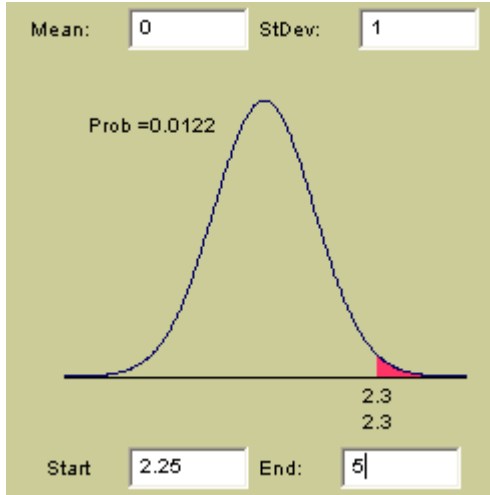 Mean: 0 StDev: 1
Prob =0.0122
2.3
2.3
Start 2.25 End: 5